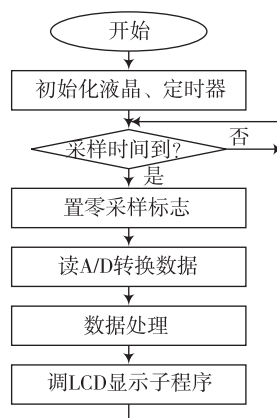 开始
初始化液晶、定时器
采样时间到?
否
是
置零采样标志
读A/D转换数据
数据处理
调LCD显示子程序